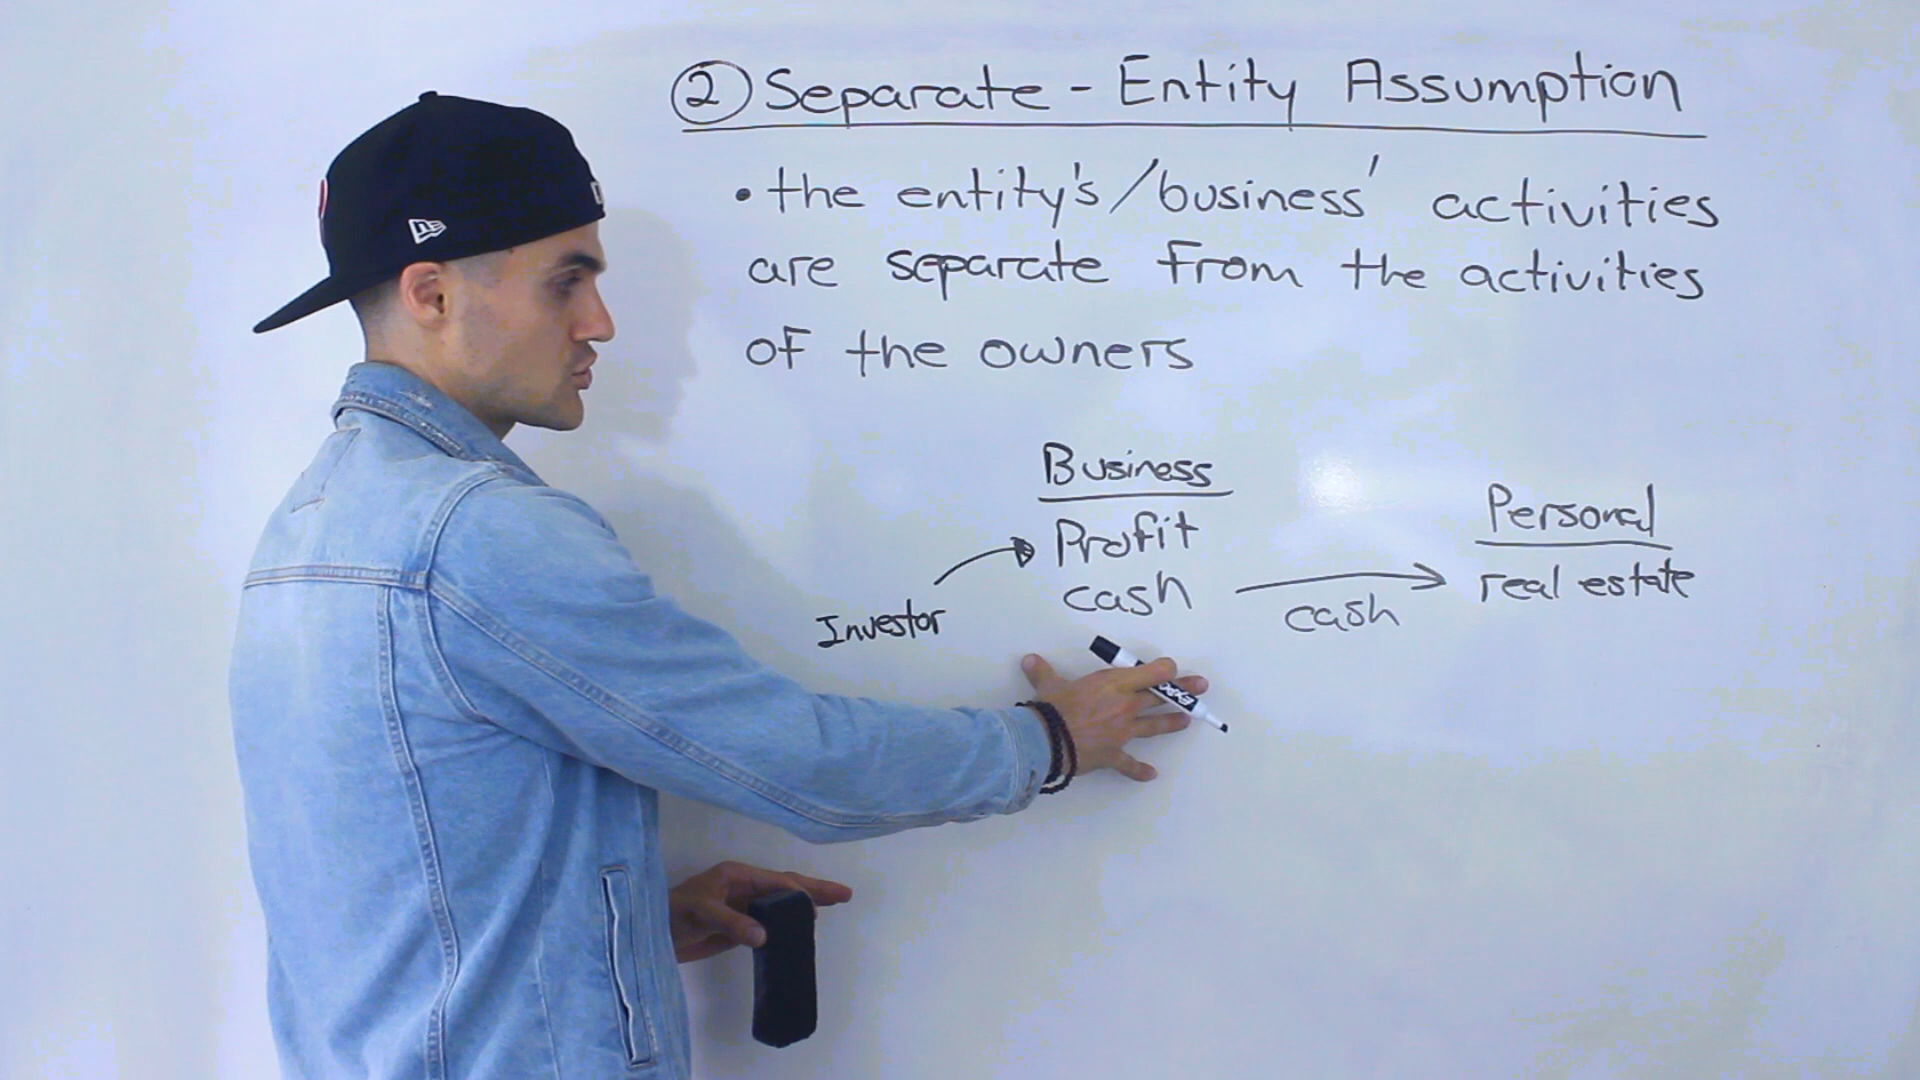 ② Separate - Entity Assumption
• the entity's/business' activities
are separate from the activities
of the owners
Business
Profit
cash
Investor
cash
Personal
real estate
EXPO